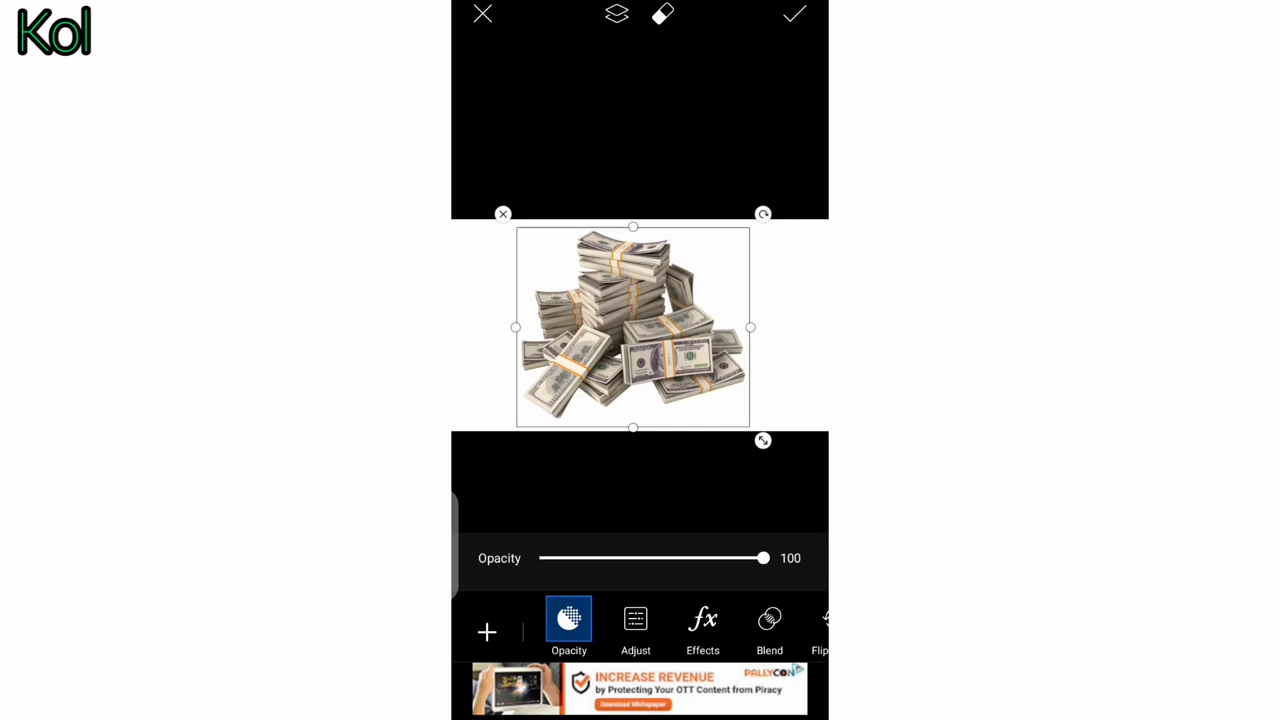 Kol
Opacity 100
Opacity Adjust Effects Blend Flip
INCREASE REVENUE PALLYCON
by Protecting Your OTT Content from Piracy
Download Whitepaper